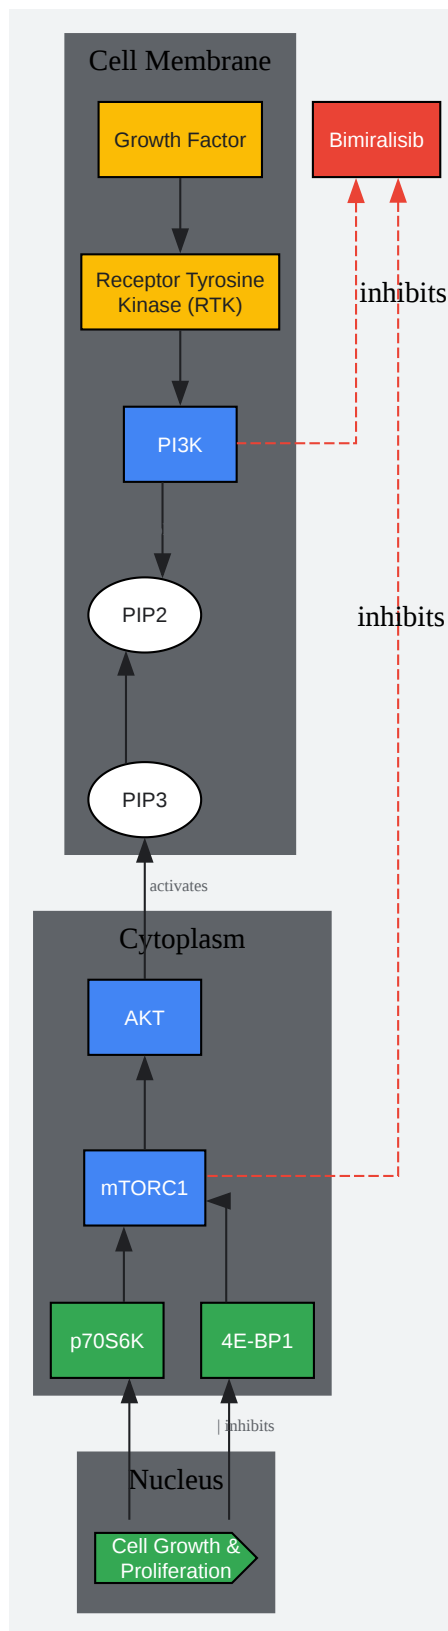 Cell Membrane
Growth Factor
Bimiralisib
Receptor Tyrosine
Kinase (RTK)
inhibits
PI3K
PIP2
inhibits
PIP3
activates
Cytoplasm
AKT
mTORC1
p70S6K
4E-BP1
| inhibits
Nucleus
Cell Growth &
Proliferation